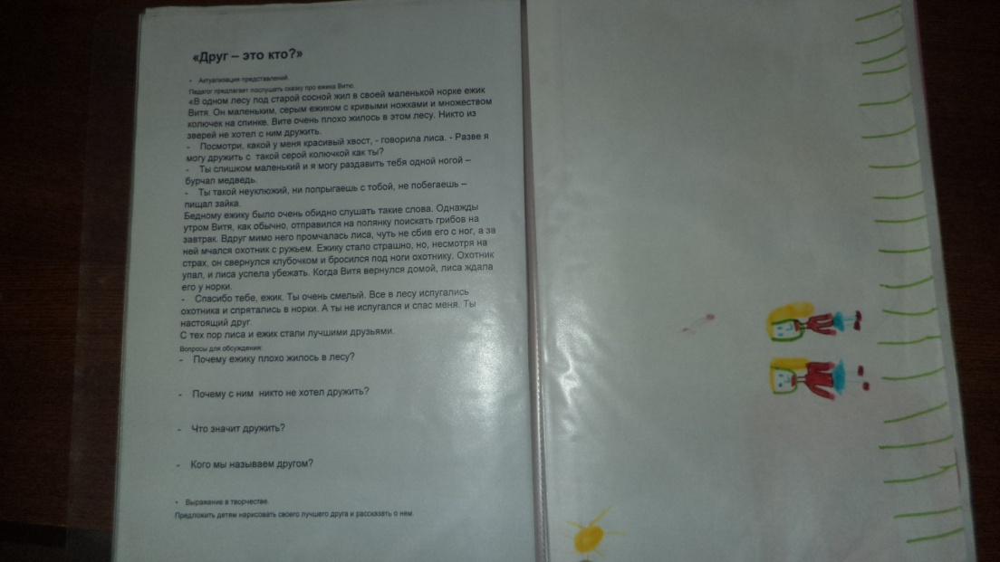 «Друг – это кто?»
• Актуализация представлений.
Педагог предлагает послушать сказку про ежика Витю.
«В одном лесу под старой сосной жил в своей маленькой норке ежик
Витя. Он маленьким, серым ежиком с кривыми ножками и множеством
колючек на спинке. Вите очень плохо жилось в этом лесу. Никто из
зверей не хотел с ним дружить.
- Посмотри, какой у меня красивый хвост, - говорила лиса. - Разве я
могу дружить с такой серой колючкой как ты?
- Ты слишком маленький и я могу раздавить тебя одной ногой –
бурчал медведь.
- Ты такой неуклюжий, ни попрыгаешь с тобой, не побегаешь –
пищал зайка.
Бедному ежику было очень обидно слушать такие слова. Однажды
утром Витя, как обычно, отправился на полянку поискать грибов на
завтрак. Вдруг мимо него промчалась лиса, чуть не сбив его с ног, а за
ней мчался охотник с ружьем. Ежику стало страшно, но, несмотря на
страх, он свернулся клубочком и бросился под ноги охотнику. Охотник
упал, и лиса успела убежать. Когда Витя вернулся домой, лиса ждала
его у норки.
- Спасибо тебе, ежик. Ты очень смелый. Все в лесу испугались
охотника и спрятались в норки. А ты не испугался и спас меня. Ты
настоящий друг.
С тех пор лиса и ежик стали лучшими друзьями.
Вопросы для обсуждения:
- Почему ежику плохо жилось в лесу?
- Почему с ним никто не хотел дружить?
- Что значит дружить?
- Кого мы называем другом?
• Выражение в творчестве.
Предложить детям нарисовать своего лучшего друга и рассказать о нем.